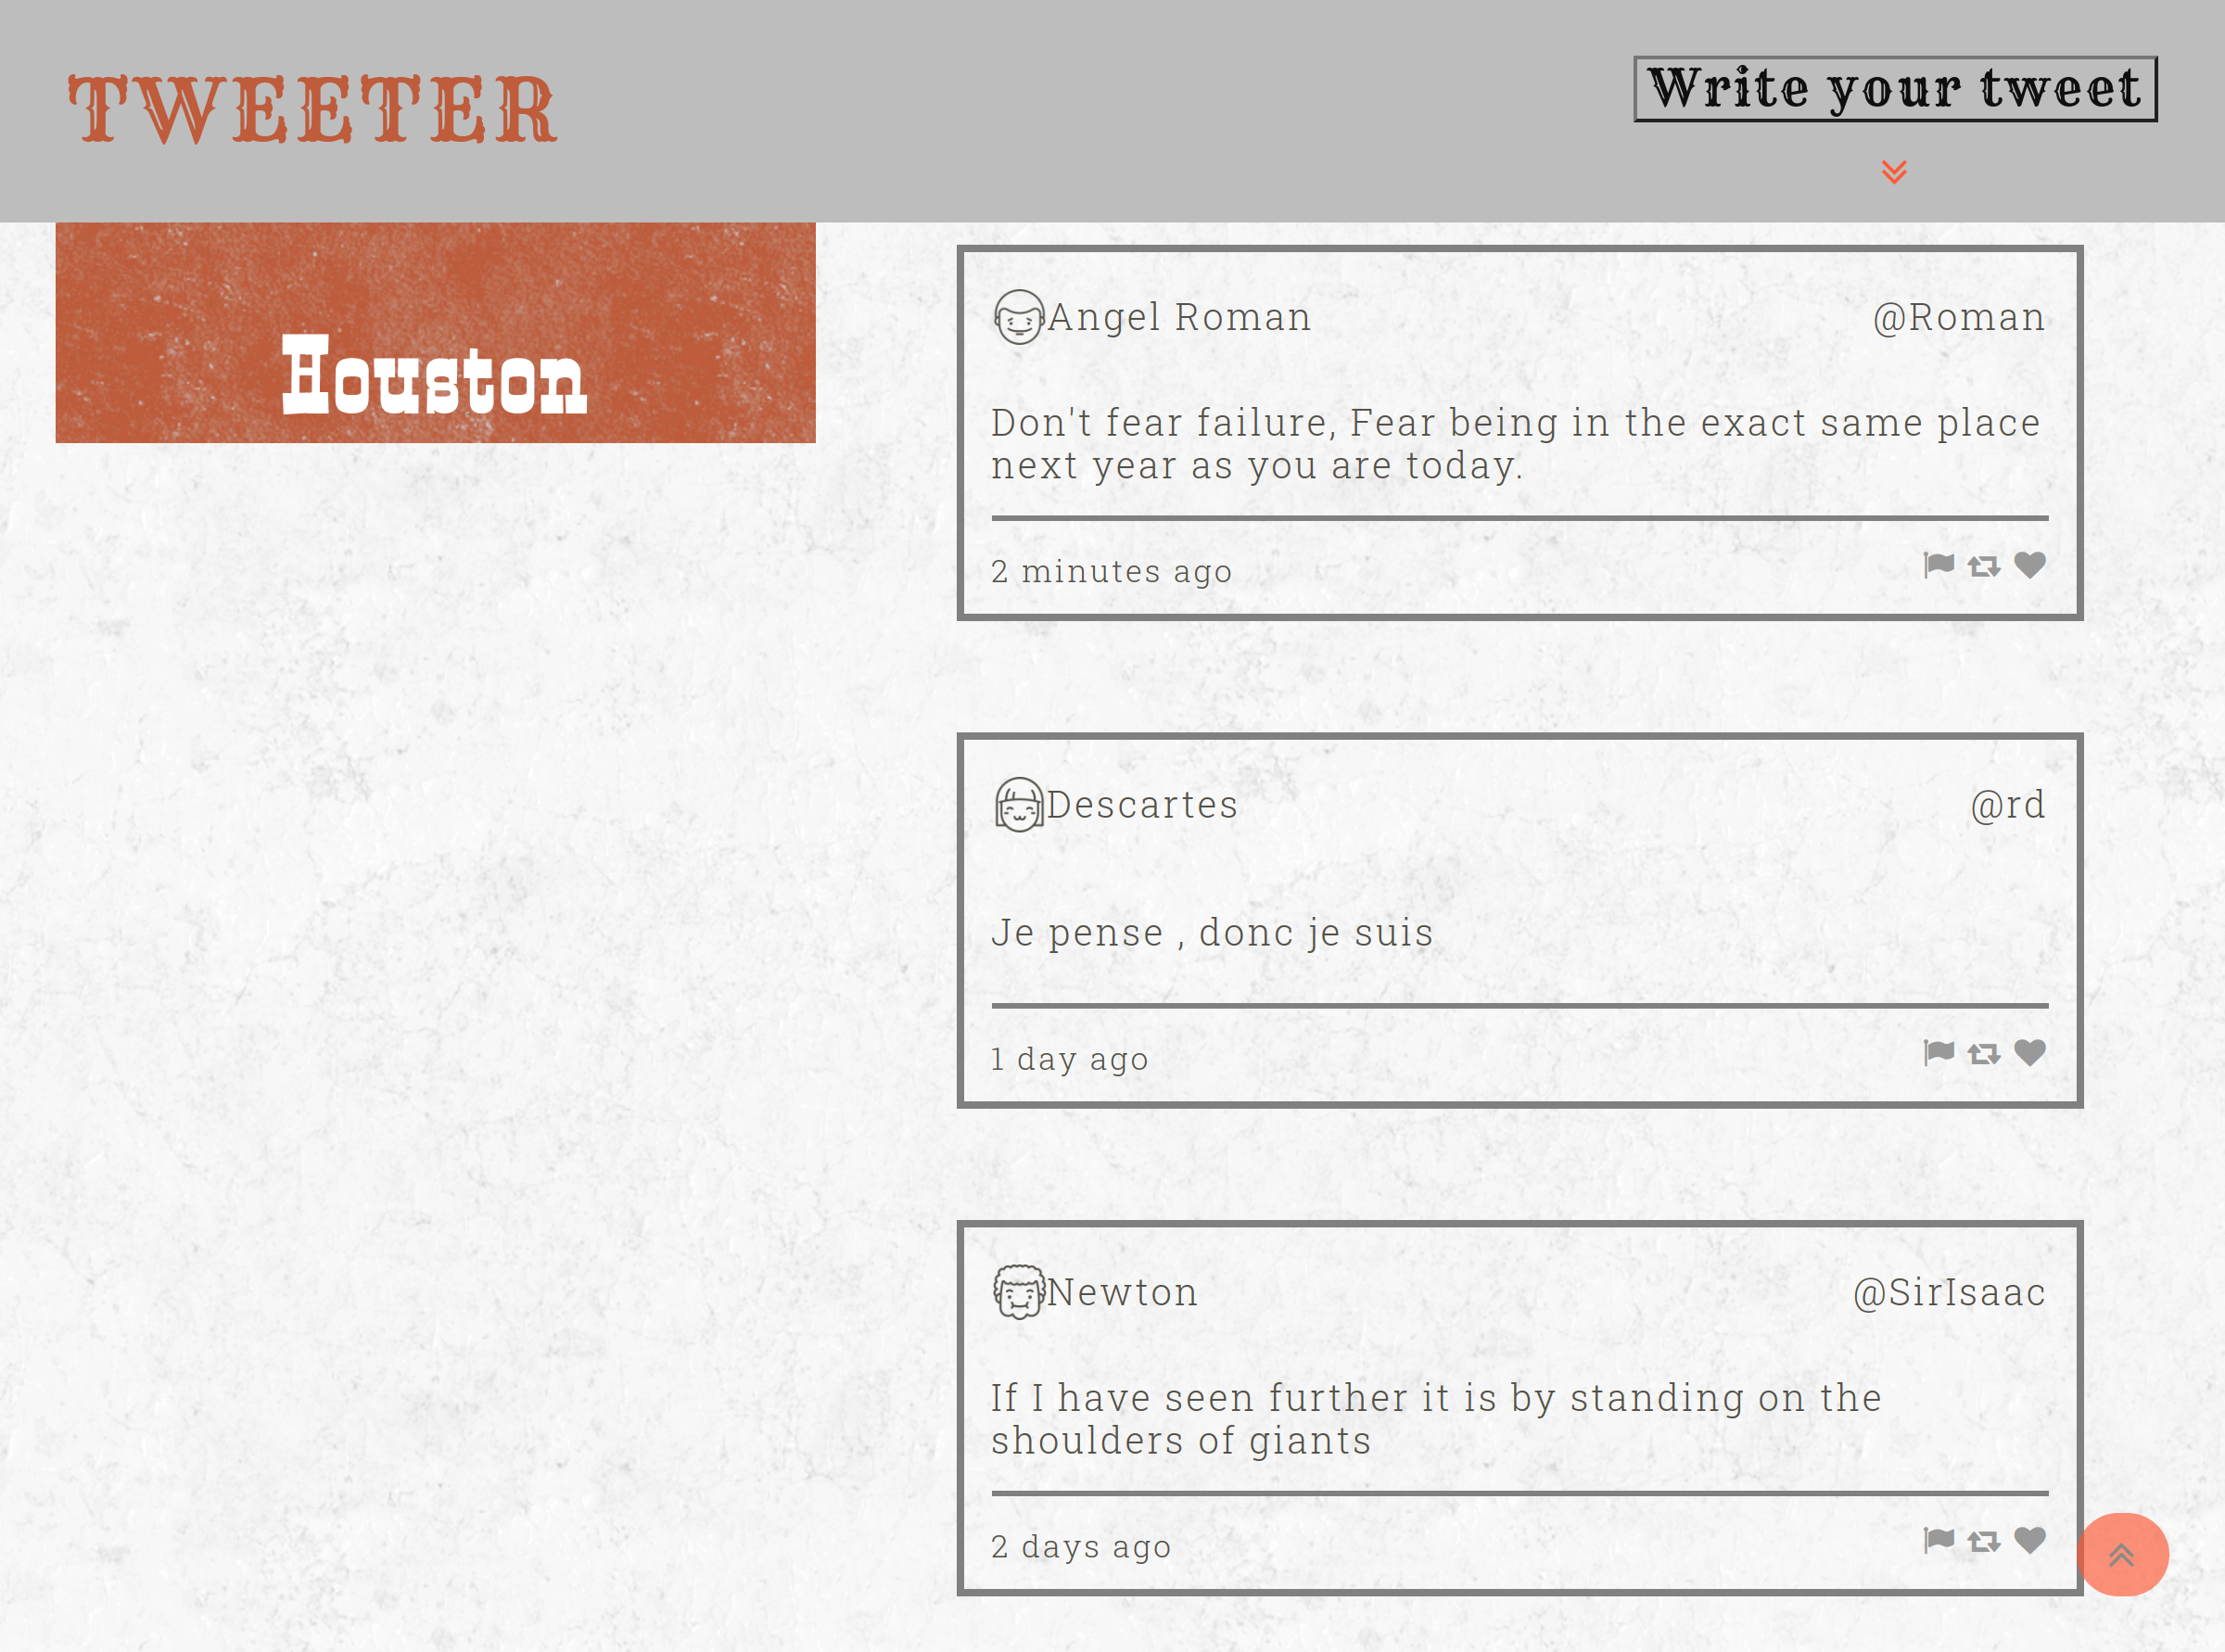 TWEETER
Write your tweet
Houston
Angel Roman
@Roman
Don't fear failure, Fear being in the exact same place
next year as you are today.
2 minutes ago
Descartes
@rd
Je pense , donc je suis
1 day ago
Newton
@SirIsaac
If I have seen further it is by standing on the
shoulders of giants
2 days ago